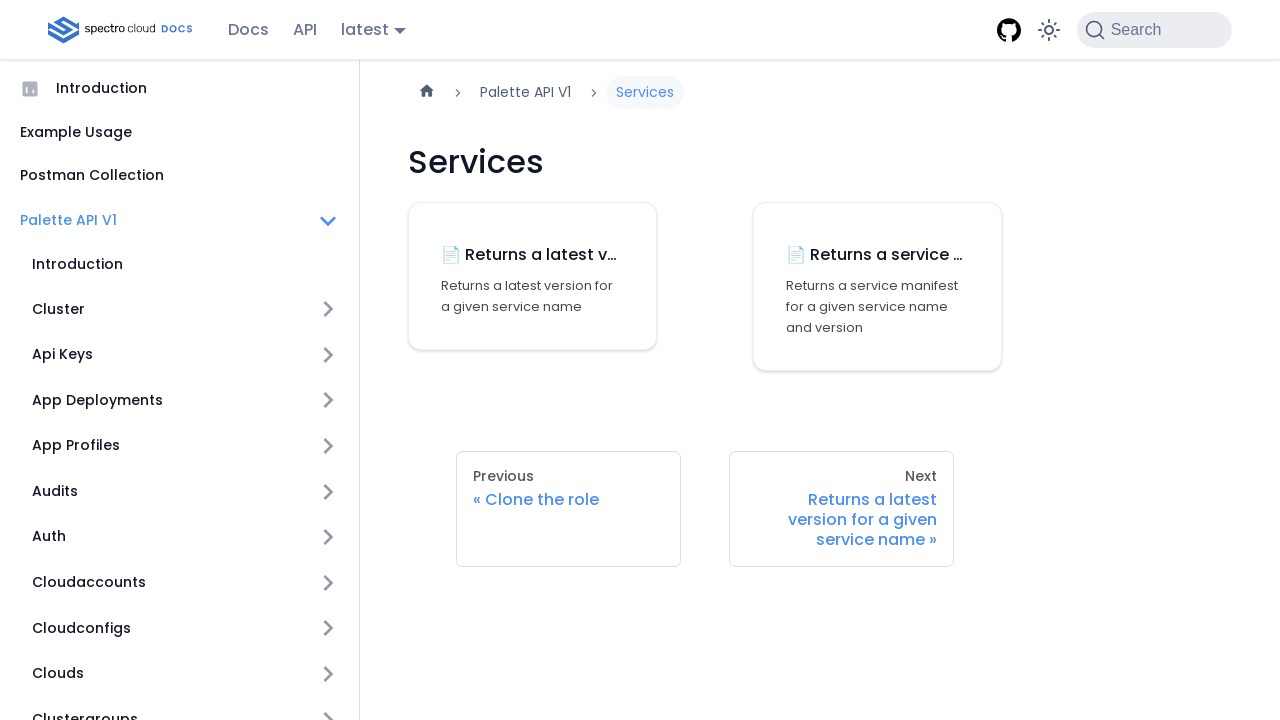 spectro cloud DOCS
Docs
API
latest
Search
Introduction
Example Usage
Postman Collection
Palette API V1
Introduction
Cluster
Api Keys
App Deployments
App Profiles
Audits
Auth
Cloudaccounts
Cloudconfigs
Clouds
Clustergroups
Palette API V1
Services
Services
📄 Returns a latest v...
Returns a latest version for
a given service name
📄 Returns a service ...
Returns a service manifest
for a given service name
and version
Previous
« Clone the role
Next
Returns a latest
version for a given
service name »